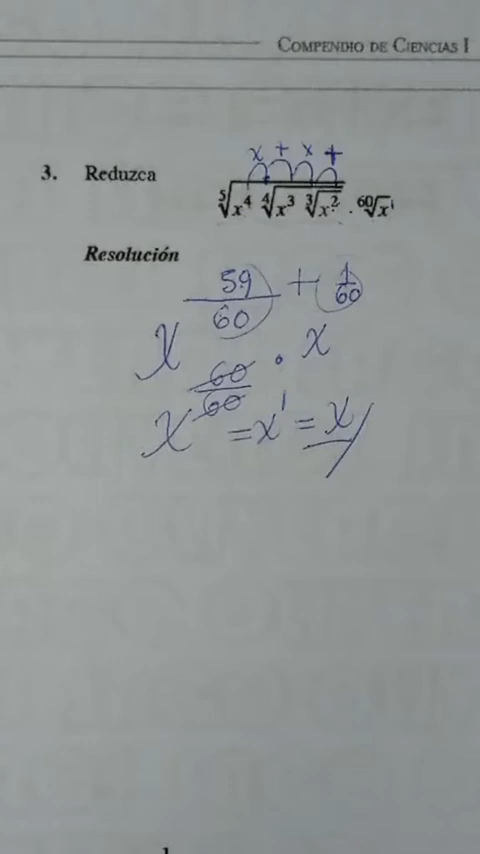 COMPENDIO DE CIENCIAS I
x + x +
3. Reduzca ⁵√x⁴ ⁴√x³ ³√x² . ⁶⁰√x¹
Resolución
x^(59/60) + (1/60)
• x
x^(60/60) = x¹ = x